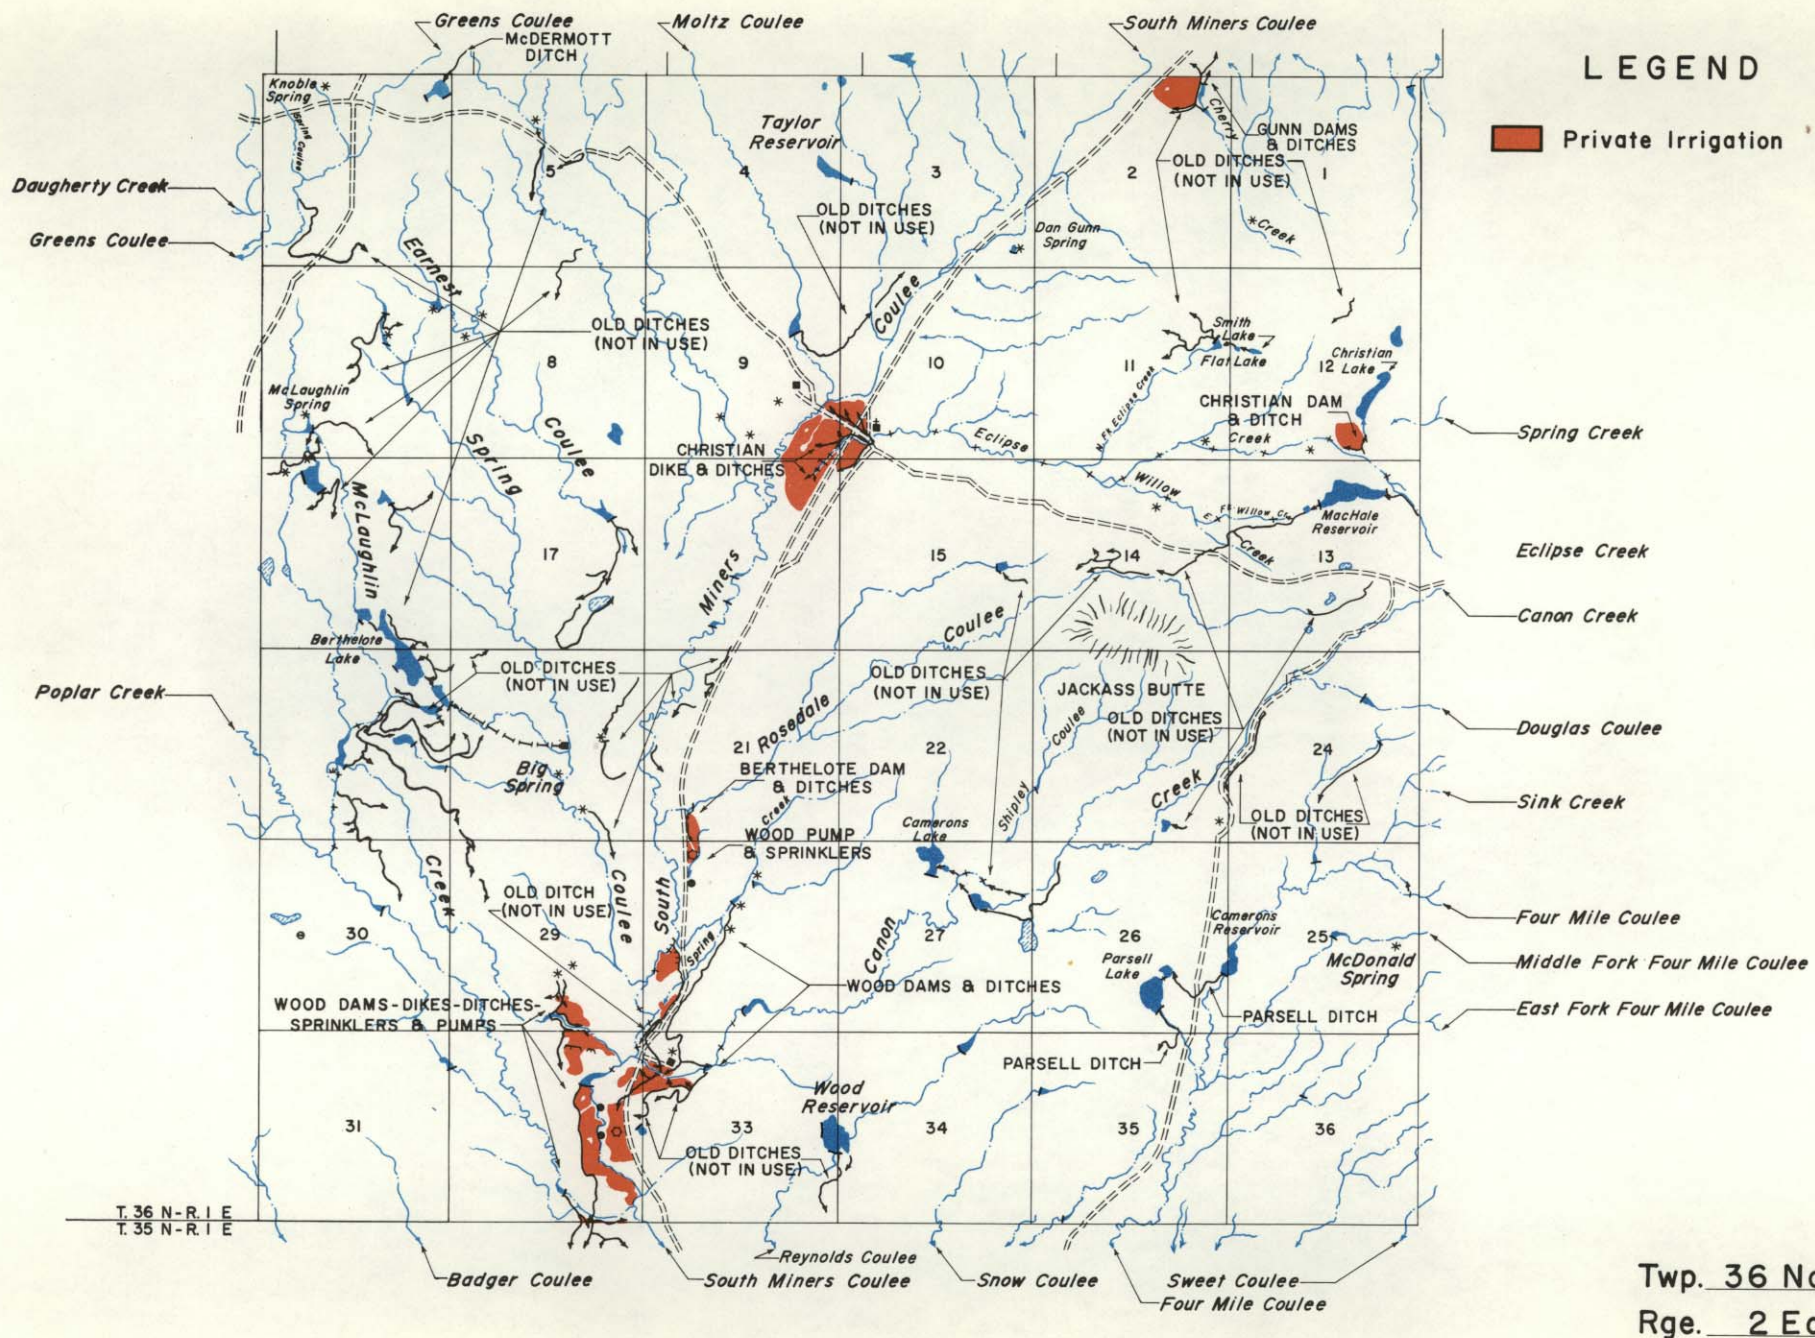 Greens Coulee
McDERMOTT
DITCH
Moltz Coulee
South Miners Coulee
LEGEND
Private Irrigation
Knoble
Spring
Spring Coulee
Taylor
Reservoir
Cherry
GUNN DAMS
& DITCHES
OLD DITCHES
(NOT IN USE)
5
4
3
2
1
Daugherty Creek
Greens Coulee
OLD DITCHES
(NOT IN USE)
Dan Gunn
Spring
Creek
Earnest
Coulee
OLD DITCHES
(NOT IN USE)
Smith
Lake
Flat Lake
Christian
Lake
8
9
10
11
12
McLaughlin
Spring
N. Fk Eclipse Creek
CHRISTIAN DAM
& DITCH
Coulee
Spring
CHRISTIAN
DIKE & DITCHES
Eclipse
Creek
Spring Creek
McLaughlin
Willow
E. Fk Willow Cr.
MacHale
Reservoir
Creek
17
15
14
13
Eclipse Creek
Miners
Canon Creek
Coulee
Berthelote
Lake
OLD DITCHES
(NOT IN USE)
OLD DITCHES
(NOT IN USE)
JACKASS BUTTE
Poplar Creek
Rosedale
Coulee
OLD DITCHES
(NOT IN USE)
Douglas Coulee
21
22
24
Big
Spring
BERTHELOTE DAM
& DITCHES
Creek
Creek
Shipley
Sink Creek
Camerons
Lake
OLD DITCHES
(NOT IN USE)
WOOD PUMP
& SPRINKLERS
Creek
Coulee
South
OLD DITCH
(NOT IN USE)
Camerons
Reservoir
Four Mile Coulee
30
29
Spring
Canon
27
26
25
Parsell
Lake
McDonald
Spring
Middle Fork Four Mile Coulee
WOOD DAMS & DITCHES
WOOD DAMS-DIKES-DITCHES-
SPRINKLERS & PUMPS
PARSELL DITCH
East Fork Four Mile Coulee
PARSELL DITCH
Wood
Reservoir
31
33
34
35
36
OLD DITCHES
(NOT IN USE)
T. 36 N-R. 1 E
T. 35 N-R. 1 E
Reynolds Coulee
Badger Coulee
South Miners Coulee
Snow Coulee
Sweet Coulee
Four Mile Coulee
Twp. 36 No
Rge. 2 Ea